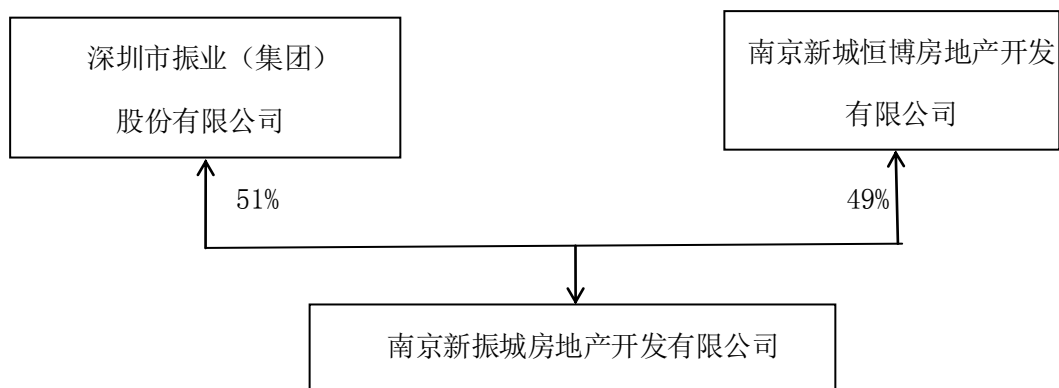 深圳市振业（集团）
股份有限公司
南京新城恒博房地产开发
有限公司
51%
49%
南京新振城房地产开发有限公司